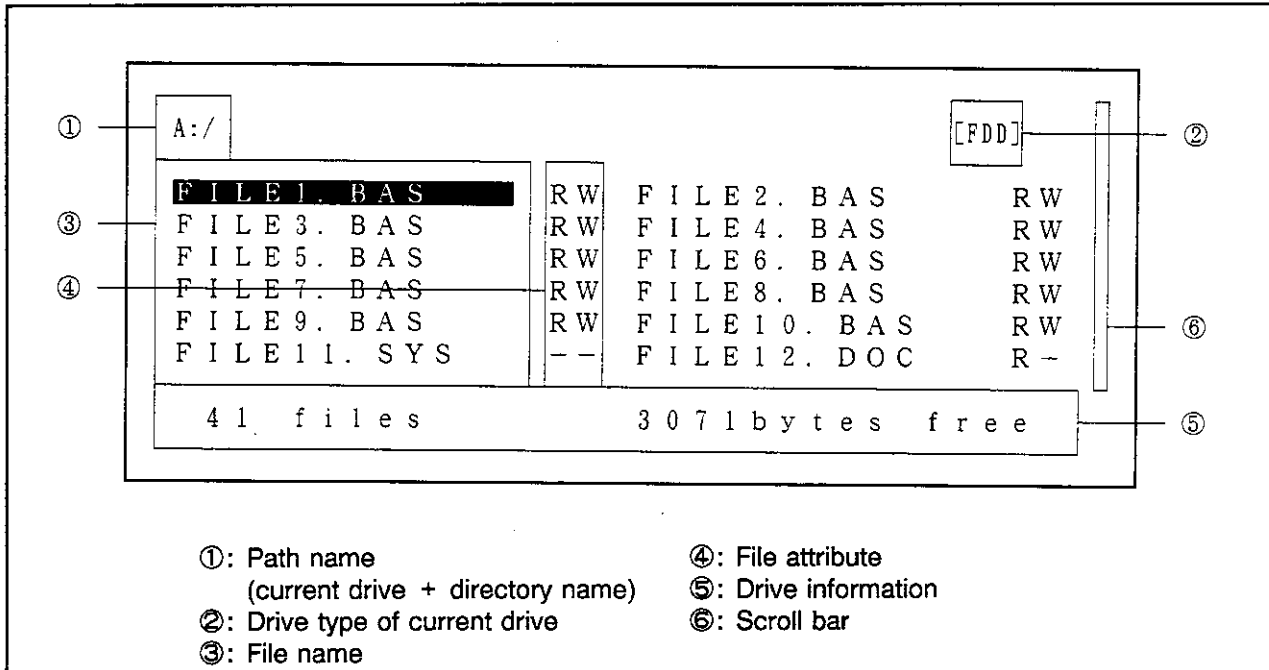 ① A:/ [FDD] ②
FILE1. BAS RW FILE2. BAS RW
③ FILE3. BAS RW FILE4. BAS RW
FILE5. BAS RW FILE6. BAS RW
④ FILE7. BAS RW FILE8. BAS RW
FILE9. BAS RW FILE10. BAS RW ⑥
FILE11. SYS -- FILE12. DOC R-
41 files 3071bytes free ⑤
①: Path name
(current drive + directory name)
②: Drive type of current drive
③: File name
④: File attribute
⑤: Drive information
⑥: Scroll bar